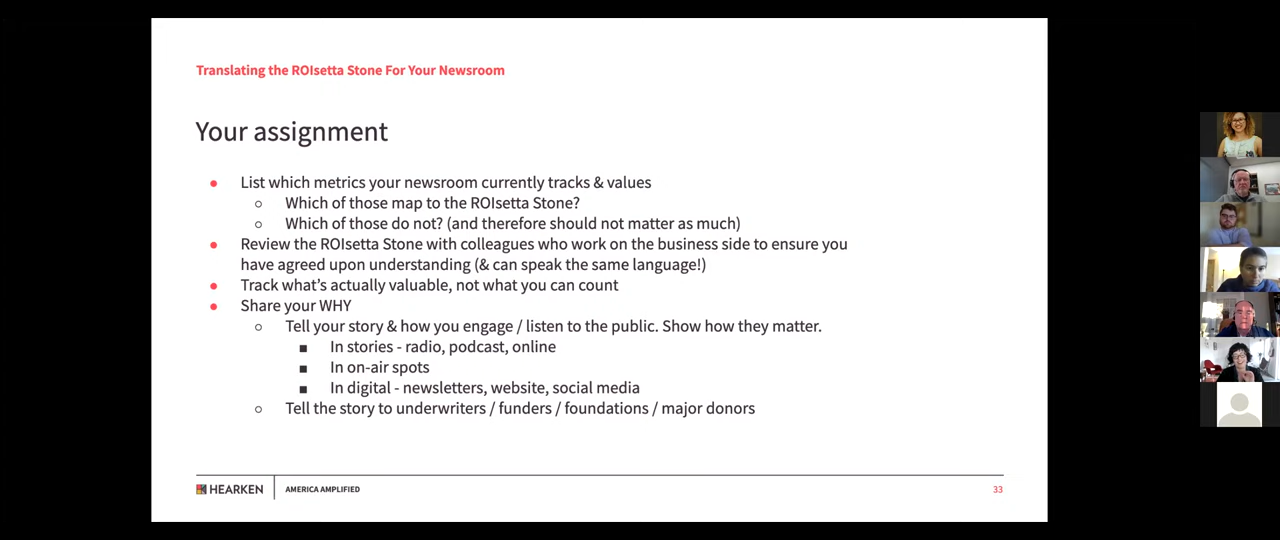 Translating the ROIsetta Stone For Your Newsroom
Your assignment
● List which metrics your newsroom currently tracks & values
○ Which of those map to the ROIsetta Stone?
○ Which of those do not? (and therefore should not matter as much)
● Review the ROIsetta Stone with colleagues who work on the business side to ensure you
have agreed upon understanding (& can speak the same language!)
● Track what's actually valuable, not what you can count
● Share your WHY
○ Tell your story & how you engage / listen to the public. Show how they matter.
■ In stories - radio, podcast, online
■ In on-air spots
■ In digital - newsletters, website, social media
○ Tell the story to underwriters / funders / foundations / major donors
HEARKEN
AMERICA AMPLIFIED
33